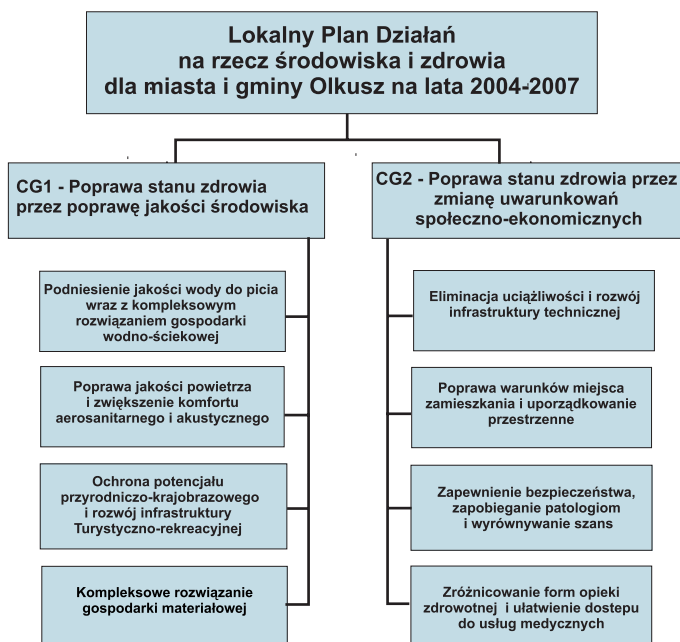 Lokalny Plan Działań
na rzecz środowiska i zdrowia
dla miasta i gminy Olkusz na lata 2004-2007
CG1 - Poprawa stanu zdrowia
przez poprawę jakości środowiska
CG2 - Poprawa stanu zdrowia przez
zmianę uwarunkowań
społeczno-ekonomicznych
Podniesienie jakości wody do picia
wraz z kompleksowym
rozwiązaniem gospodarki
wodno-ściekowej
Poprawa jakości powietrza
i zwiększenie komfortu
aerosanitarnego i akustycznego
Ochrona potencjału
przyrodniczo-krajobrazowego
i rozwój infrastruktury
Turystyczno-rekreacyjnej
Kompleksowe rozwiązanie
gospodarki materiałowej
Eliminacja uciążliwości i rozwój
infrastruktury technicznej
Poprawa warunków miejsca
zamieszkania i uporządkowanie
przestrzenne
Zapewnienie bezpieczeństwa,
zapobieganie patologiom
i wyrównywanie szans
Zróżnicowanie form opieki
zdrowotnej i ułatwienie dostepu
do usług medycznych